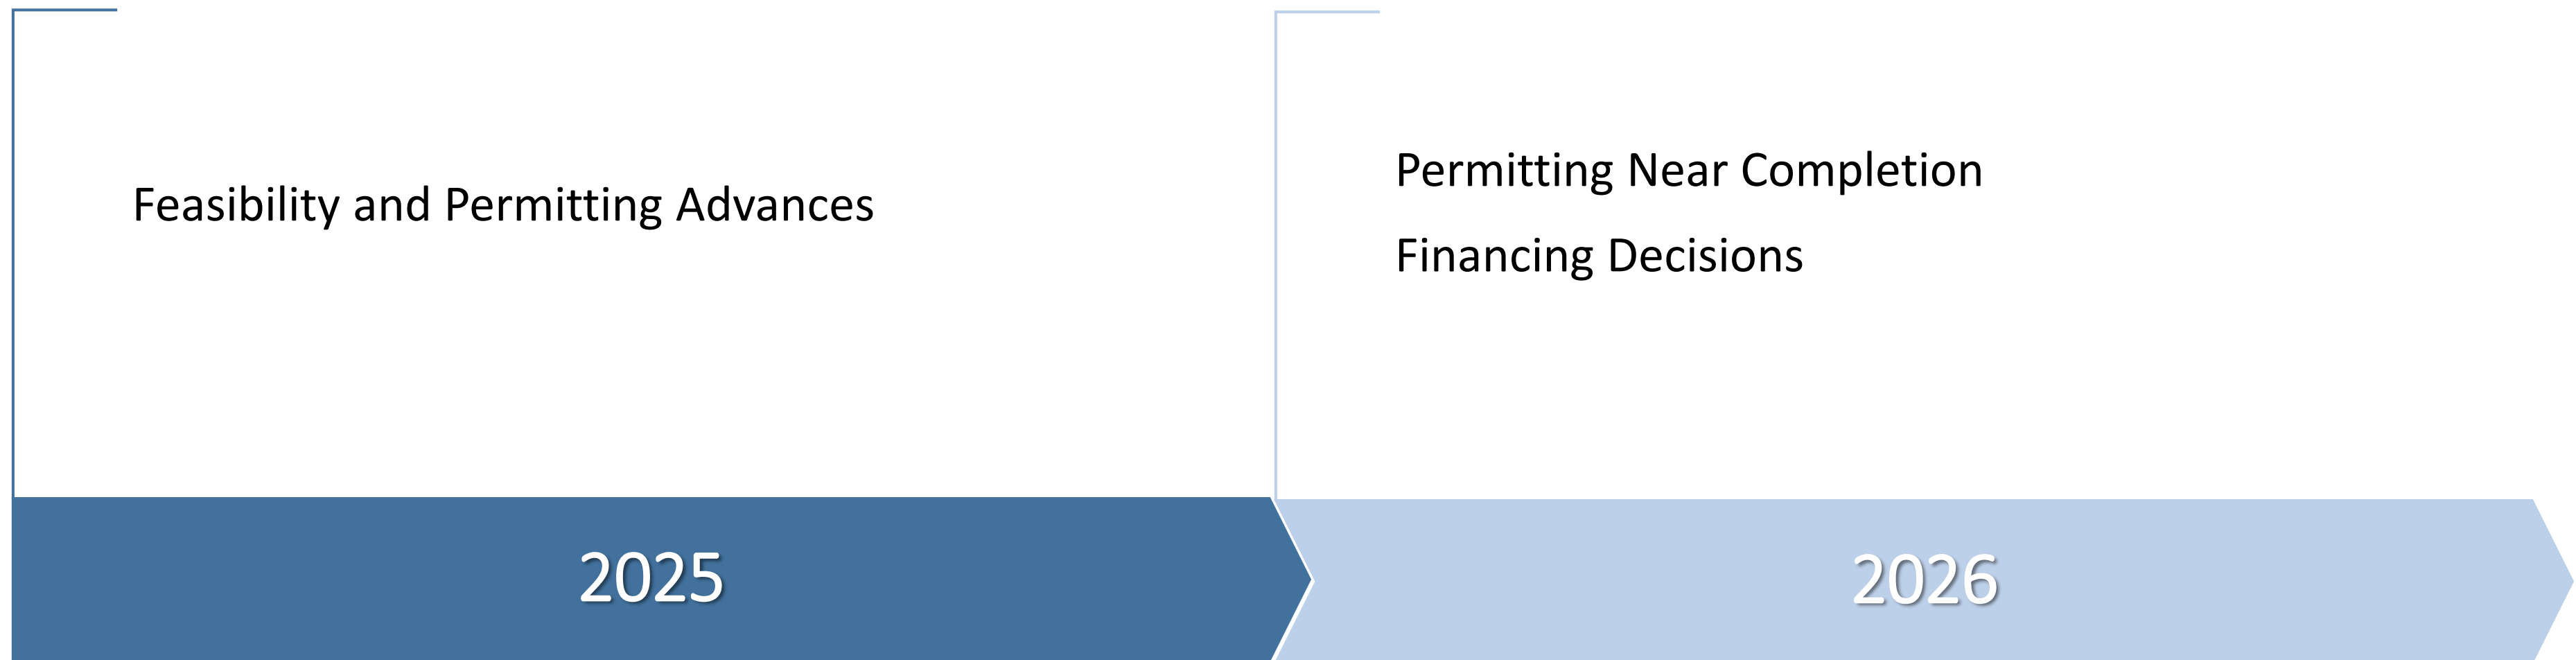 Feasibility and Permitting Advances
Permitting Near Completion
Financing Decisions
2025
2026